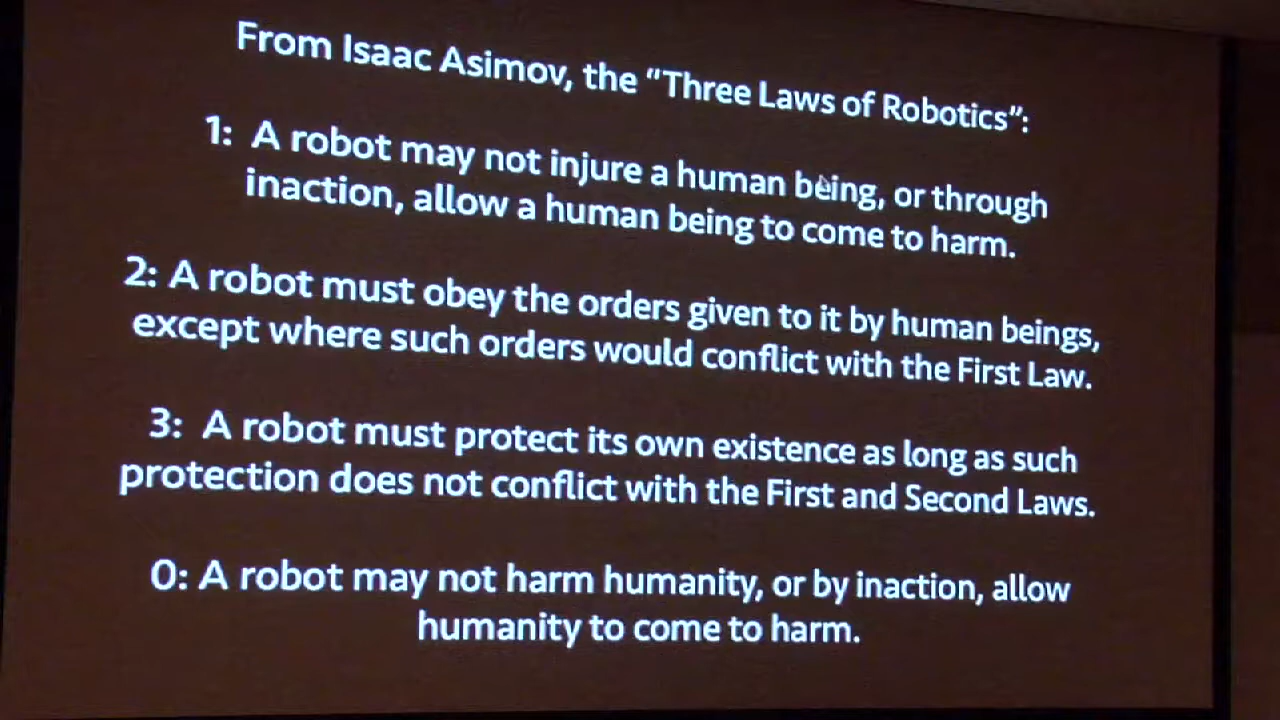 From Isaac Asimov, the “Three Laws of Robotics”:
1: A robot may not injure a human being, or through
inaction, allow a human being to come to harm.
2: A robot must obey the orders given to it by human beings,
except where such orders would conflict with the First Law.
3: A robot must protect its own existence as long as such
protection does not conflict with the First and Second Laws.
0: A robot may not harm humanity, or by inaction, allow
humanity to come to harm.